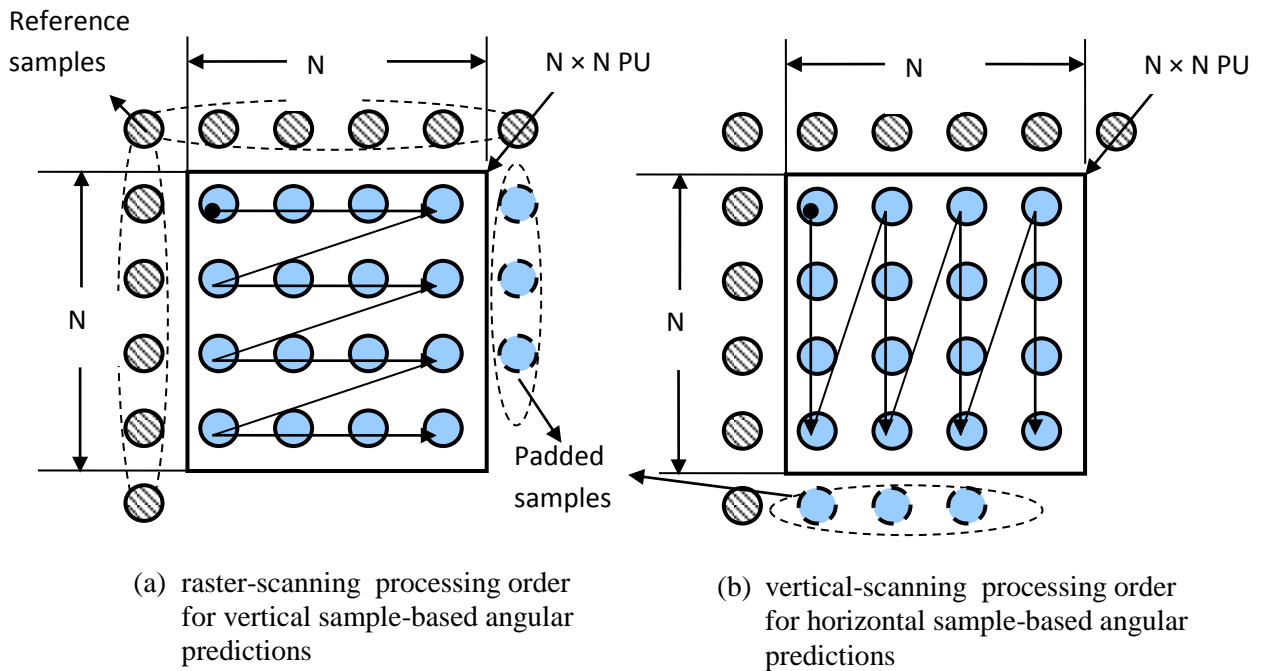 Reference
samples
N
N × N PU
N
N × N PU
N
N
Padded
samples
(a) raster-scanning processing order
for vertical sample-based angular
predictions
(b) vertical-scanning processing order
for horizontal sample-based angular
predictions